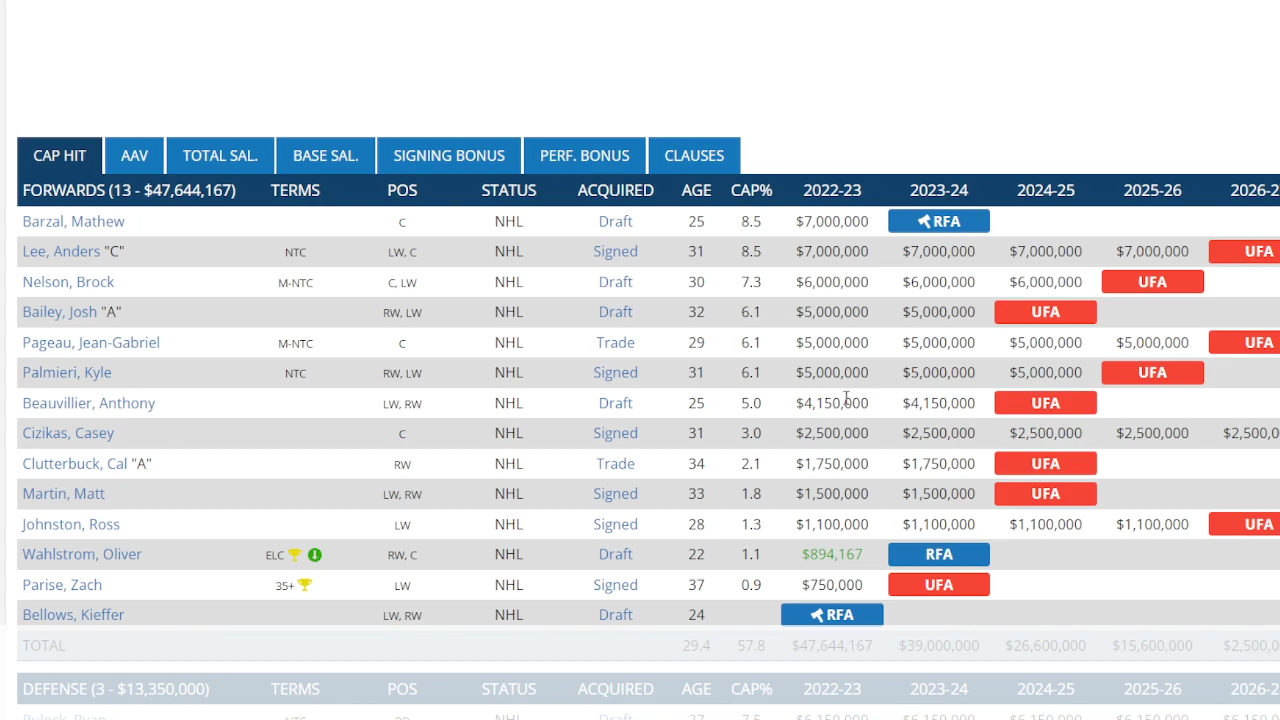 CAP HIT AAV TOTAL SAL. BASE SAL. SIGNING BONUS PERF. BONUS CLAUSES
FORWARDS (13 - $47,644,167) TERMS POS STATUS ACQUIRED AGE CAP% 2022-23 2023-24 2024-25 2025-26 2026-2
Barzal, Mathew C NHL Draft 25 8.5 $7,000,000 RFA
Lee, Anders "C" NTC LW, C NHL Signed 31 8.5 $7,000,000 $7,000,000 $7,000,000 $7,000,000 UFA
Nelson, Brock M-NTC C, LW NHL Draft 30 7.3 $6,000,000 $6,000,000 $6,000,000 UFA
Bailey, Josh "A" RW, LW NHL Draft 32 6.1 $5,000,000 $5,000,000 UFA
Pageau, Jean-Gabriel M-NTC C NHL Trade 29 6.1 $5,000,000 $5,000,000 $5,000,000 $5,000,000 UFA
Palmieri, Kyle NTC RW, LW NHL Signed 31 6.1 $5,000,000 $5,000,000 $5,000,000 UFA
Beauvillier, Anthony LW, RW NHL Draft 25 5.0 $4,150,000 $4,150,000 UFA
Cizikas, Casey C NHL Signed 31 3.0 $2,500,000 $2,500,000 $2,500,000 $2,500,000 $2,500,0
Clutterbuck, Cal "A" RW NHL Trade 34 2.1 $1,750,000 $1,750,000 UFA
Martin, Matt LW, RW NHL Signed 33 1.8 $1,500,000 $1,500,000 UFA
Johnston, Ross LW NHL Signed 28 1.3 $1,100,000 $1,100,000 $1,100,000 $1,100,000 UFA
Wahlstrom, Oliver ELC RW, C NHL Draft 22 1.1 $894,167 RFA
Parise, Zach 35+ LW NHL Signed 37 0.9 $750,000 UFA
Bellows, Kieffer LW, RW NHL Draft 24 RFA
TOTAL 29.4 57.8 $47,644,167 $39,000,000 $26,600,000 $15,600,000 $2,500,0
DEFENSE (3 - $13,350,000) TERMS POS STATUS ACQUIRED AGE CAP% 2022-23 2023-24 2024-25 2025-26 2026-2